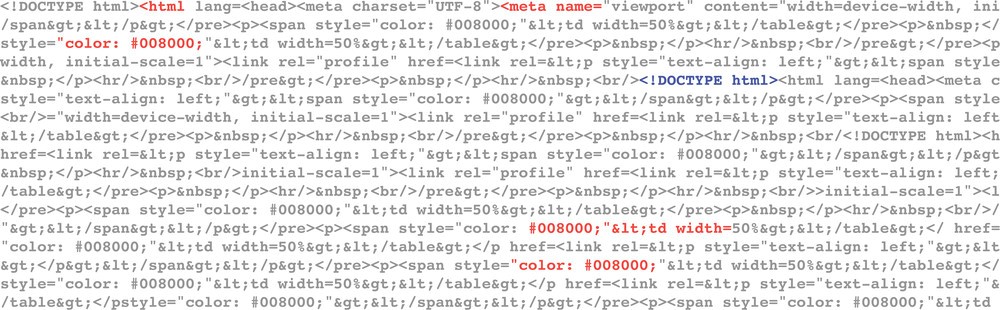 <!DOCTYPE html><html lang=<head><meta charset="UTF-8"><meta name="viewport" content="width=device-width, ini
/span&gt;&lt;/p&gt;</pre><p><span style="color: #008000;"&lt;td width=50%&gt;&lt;/table&gt;</pre><p>&nbsp;</p><hr/>&nbsp;<br/></
style="color: #008000;"&lt;td width=50%&gt;&lt;/table&gt;</pre><p>&nbsp;</p><hr/>&nbsp;<br/>/pre&gt;</pre><p>&nbsp;</p><hr/></pre><p
width, initial-scale=1"><link rel="profile" href=<link rel=&lt;p style="text-align: left;"&gt;&lt;span style="color: #008000;"&gt;&lt;
&nbsp;</p><hr/>&nbsp;<br/>/pre&gt;</pre><p>&nbsp;</p><hr/>&nbsp;<br/><!DOCTYPE html><html lang=<head><meta c
style="text-align: left;"&gt;&lt;span style="color: #008000;"&gt;&lt;/span&gt;&lt;/p&gt;</pre><p><span style
<br/>="width=device-width, initial-scale=1"><link rel="profile" href=<link rel=&lt;p style="text-align: left
&lt;/table&gt;</pre><p>&nbsp;</p><hr/>&nbsp;<br/>/pre&gt;</pre><p>&nbsp;</p><hr/>&nbsp;<br/<!DOCTYPE html><h
href=<link rel=&lt;p style="text-align: left;"&gt;&lt;span style="color: #008000;"&gt;&lt;/span&gt;&lt;/p&gt
&nbsp;</p><hr/>&nbsp;<br/>initial-scale=1"><link rel="profile" href=<link rel=&lt;p style="text-align: left;
/table&gt;</pre><p>&nbsp;</p><hr/>&nbsp;<br/>/pre&gt;</pre><p>&nbsp;</p><hr/>&nbsp;<br/>>initial-scale=1"><l
</pre><p><span style="color: #008000;"&lt;td width=50%&gt;&lt;/table&gt;</pre><p>&nbsp;</p><hr/>&nbsp;<br/>/
"&gt;&lt;/span&gt;&lt;/p&gt;</pre><p><span style="color: #008000;"&lt;td width=50%&gt;&lt;/table&gt;</ href=
"color: #008000;"&lt;td width=50%&gt;&lt;/table&gt;</p href=<link rel=&lt;p style="text-align: left;"&gt;&lt
&gt;</p&gt;&lt;/span&gt;&lt;/p&gt;</pre><p><span style="color: #008000;"&lt;td width=50%&gt;&lt;/table&gt;</
style="color: #008000;"&lt;td width=50%&gt;&lt;/table&gt;</p href=<link rel=&lt;p style="text-align: left;"&
/table&gt;</pstyle="color: #008000;"&gt;&lt;/span&gt;&lt;/p&gt;</pre><p><span style="color: #008000;"&lt;td